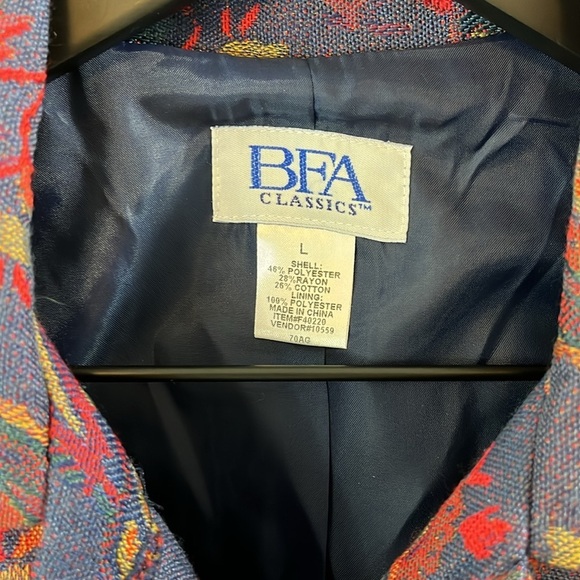 BFA
CLASSICS™
L
SHELL:
46% POLYESTER
28%RAYON
26% COTTON
LINING:
100% POLYESTER
MADE IN CHINA
ITEM#F40220
VENDOR#10559
70AG